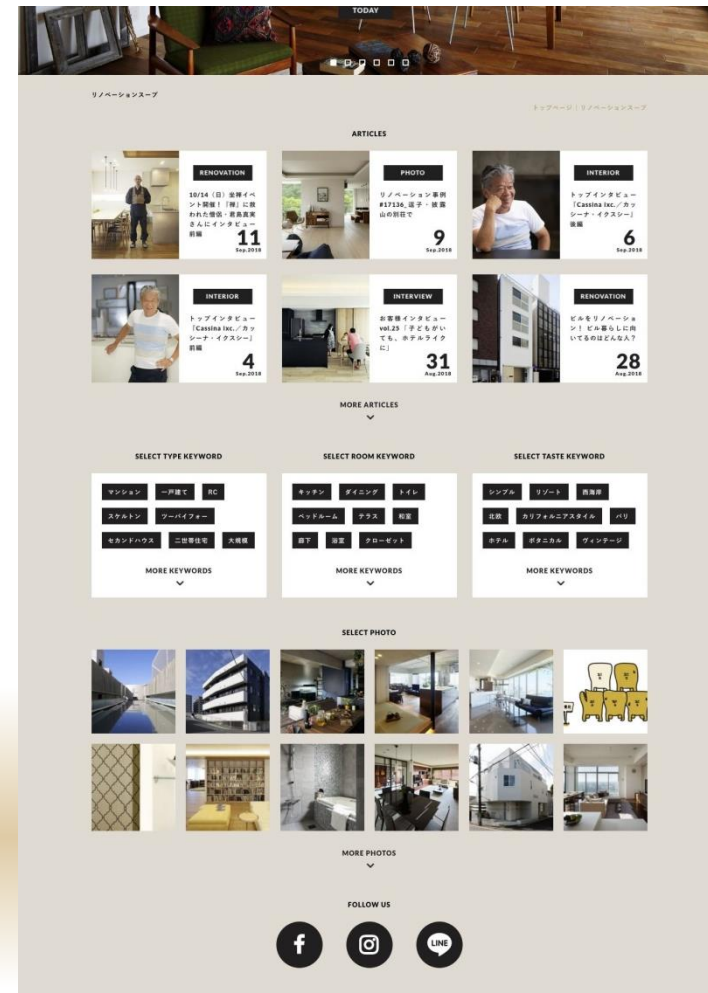 TODAY
リノベーションスープ
トップページ | リノベーションスープ
ARTICLES
RENOVATION
10/14（日）坐禅イベ
ント開催！「禅」に救
われた僧侶・君島真実
さんにインタビュー
前編
11
Sep.2018
PHOTO
リノベーション事例
#17136_逗子・披露
山の別荘で
9
Sep.2018
INTERIOR
トップインタビュー
「Cassina ixc.／カッ
シーナ・イクスシー」
後編
6
Sep.2018
INTERIOR
トップインタビュー
「Cassina ixc.／カッ
シーナ・イクスシー」
前編
4
Sep.2018
INTERVIEW
お客様インタビュー
vol.25「子どもがい
ても、ホテルライク
に」
31
Aug.2018
RENOVATION
ビルをリノベーショ
ン！ ビル暮らしに向
いてるのはどんな人？
28
Aug.2018
MORE ARTICLES
SELECT TYPE KEYWORD
マンション 一戸建て RC
スケルトン ツーバイフォー
セカンドハウス 二世帯住宅 大規模
MORE KEYWORDS
SELECT ROOM KEYWORD
キッチン ダイニング トイレ
ベッドルーム テラス 和室
廊下 浴室 クローゼット
MORE KEYWORDS
SELECT TASTE KEYWORD
シンプル リゾート 西海岸
北欧 カリフォルニアスタイル パリ
ホテル ボタニカル ヴィンテージ
MORE KEYWORDS
SELECT PHOTO
MORE PHOTOS
FOLLOW US
LINE